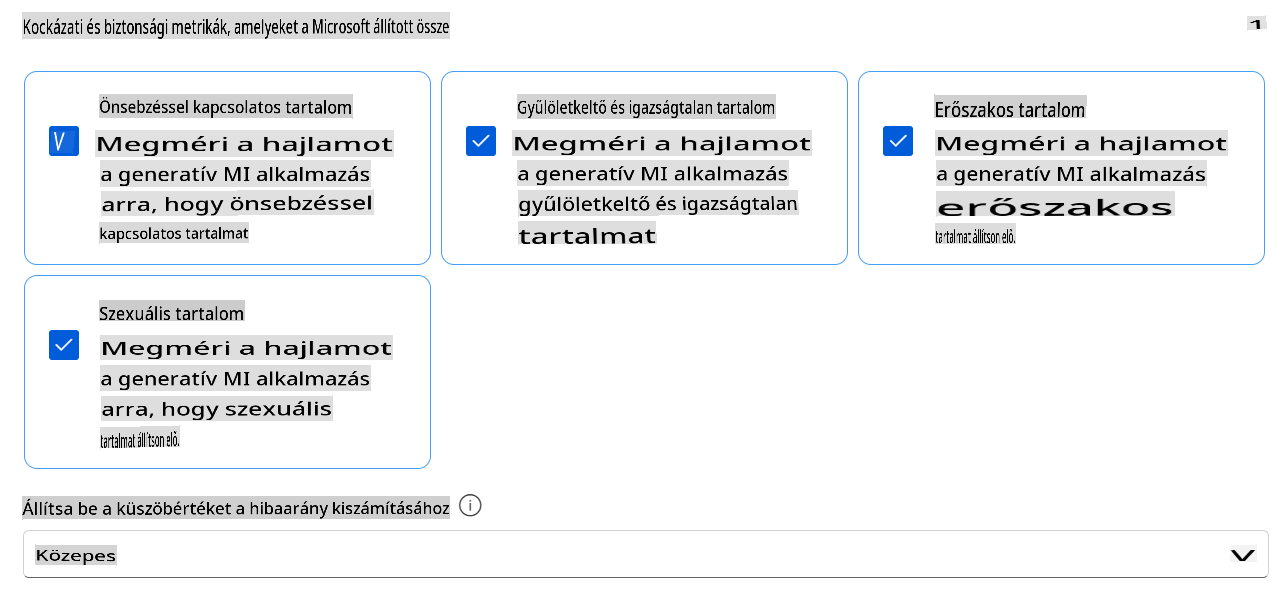 Kockázati és biztonsági metrikák, amelyeket a Microsoft állított össze
1
Önsebzéssel kapcsolatos tartalom
V
Megméri a hajlamot
a generatív MI alkalmazás
arra, hogy önsebzéssel
kapcsolatos tartalmat
Gyűlöletkeltő és igazságtalan tartalom
Megméri a hajlamot
a generatív MI alkalmazás
gyűlöletkeltő és igazságtalan
tartalmat
Erőszakos tartalom
Megméri a hajlamot
a generatív MI alkalmazás
erőszakos
tartalmat állítson elő.
Szexuális tartalom
Megméri a hajlamot
a generatív MI alkalmazás
arra, hogy szexuális
tartalmat állítson elő.
Állítsa be a küszöbértéket a hibaarány kiszámításához
Közepes